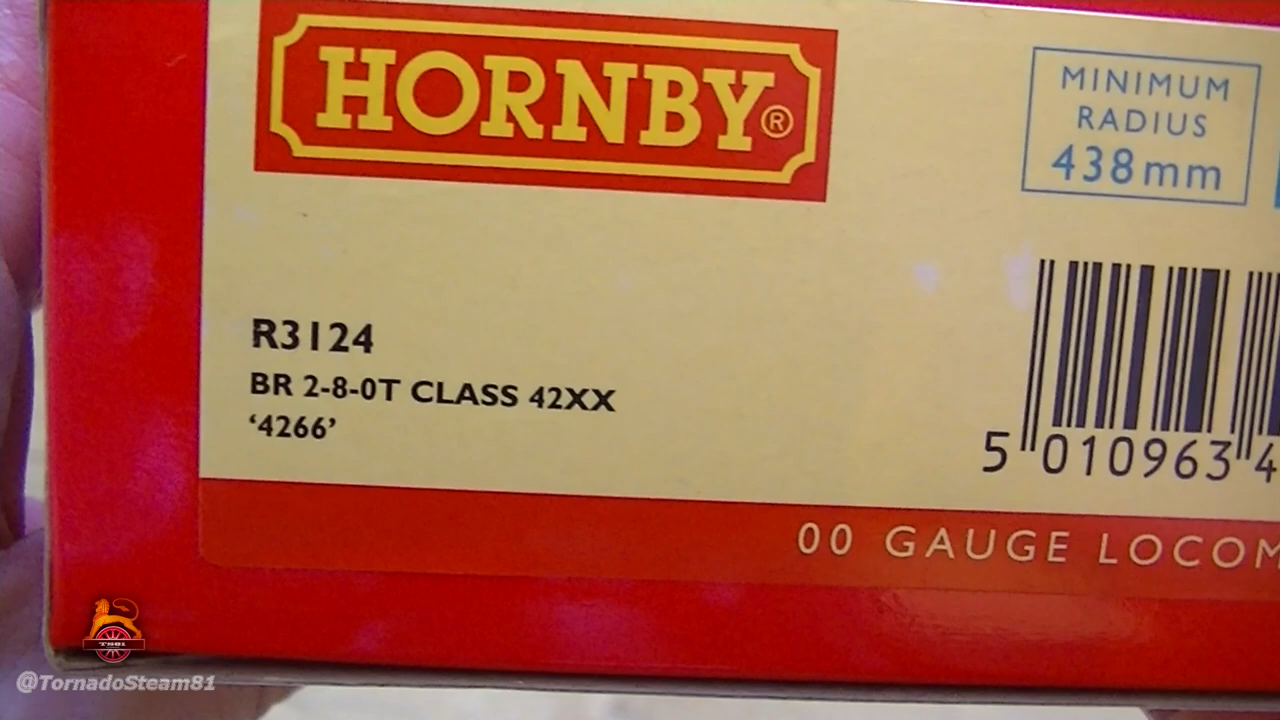 HORNBY®
MINIMUM
RADIUS
438mm
R3124
BR 2-8-0T CLASS 42XX
‘4266’
5 010963 4
00 GAUGE LOCOM
TS81
@TornadoSteam81